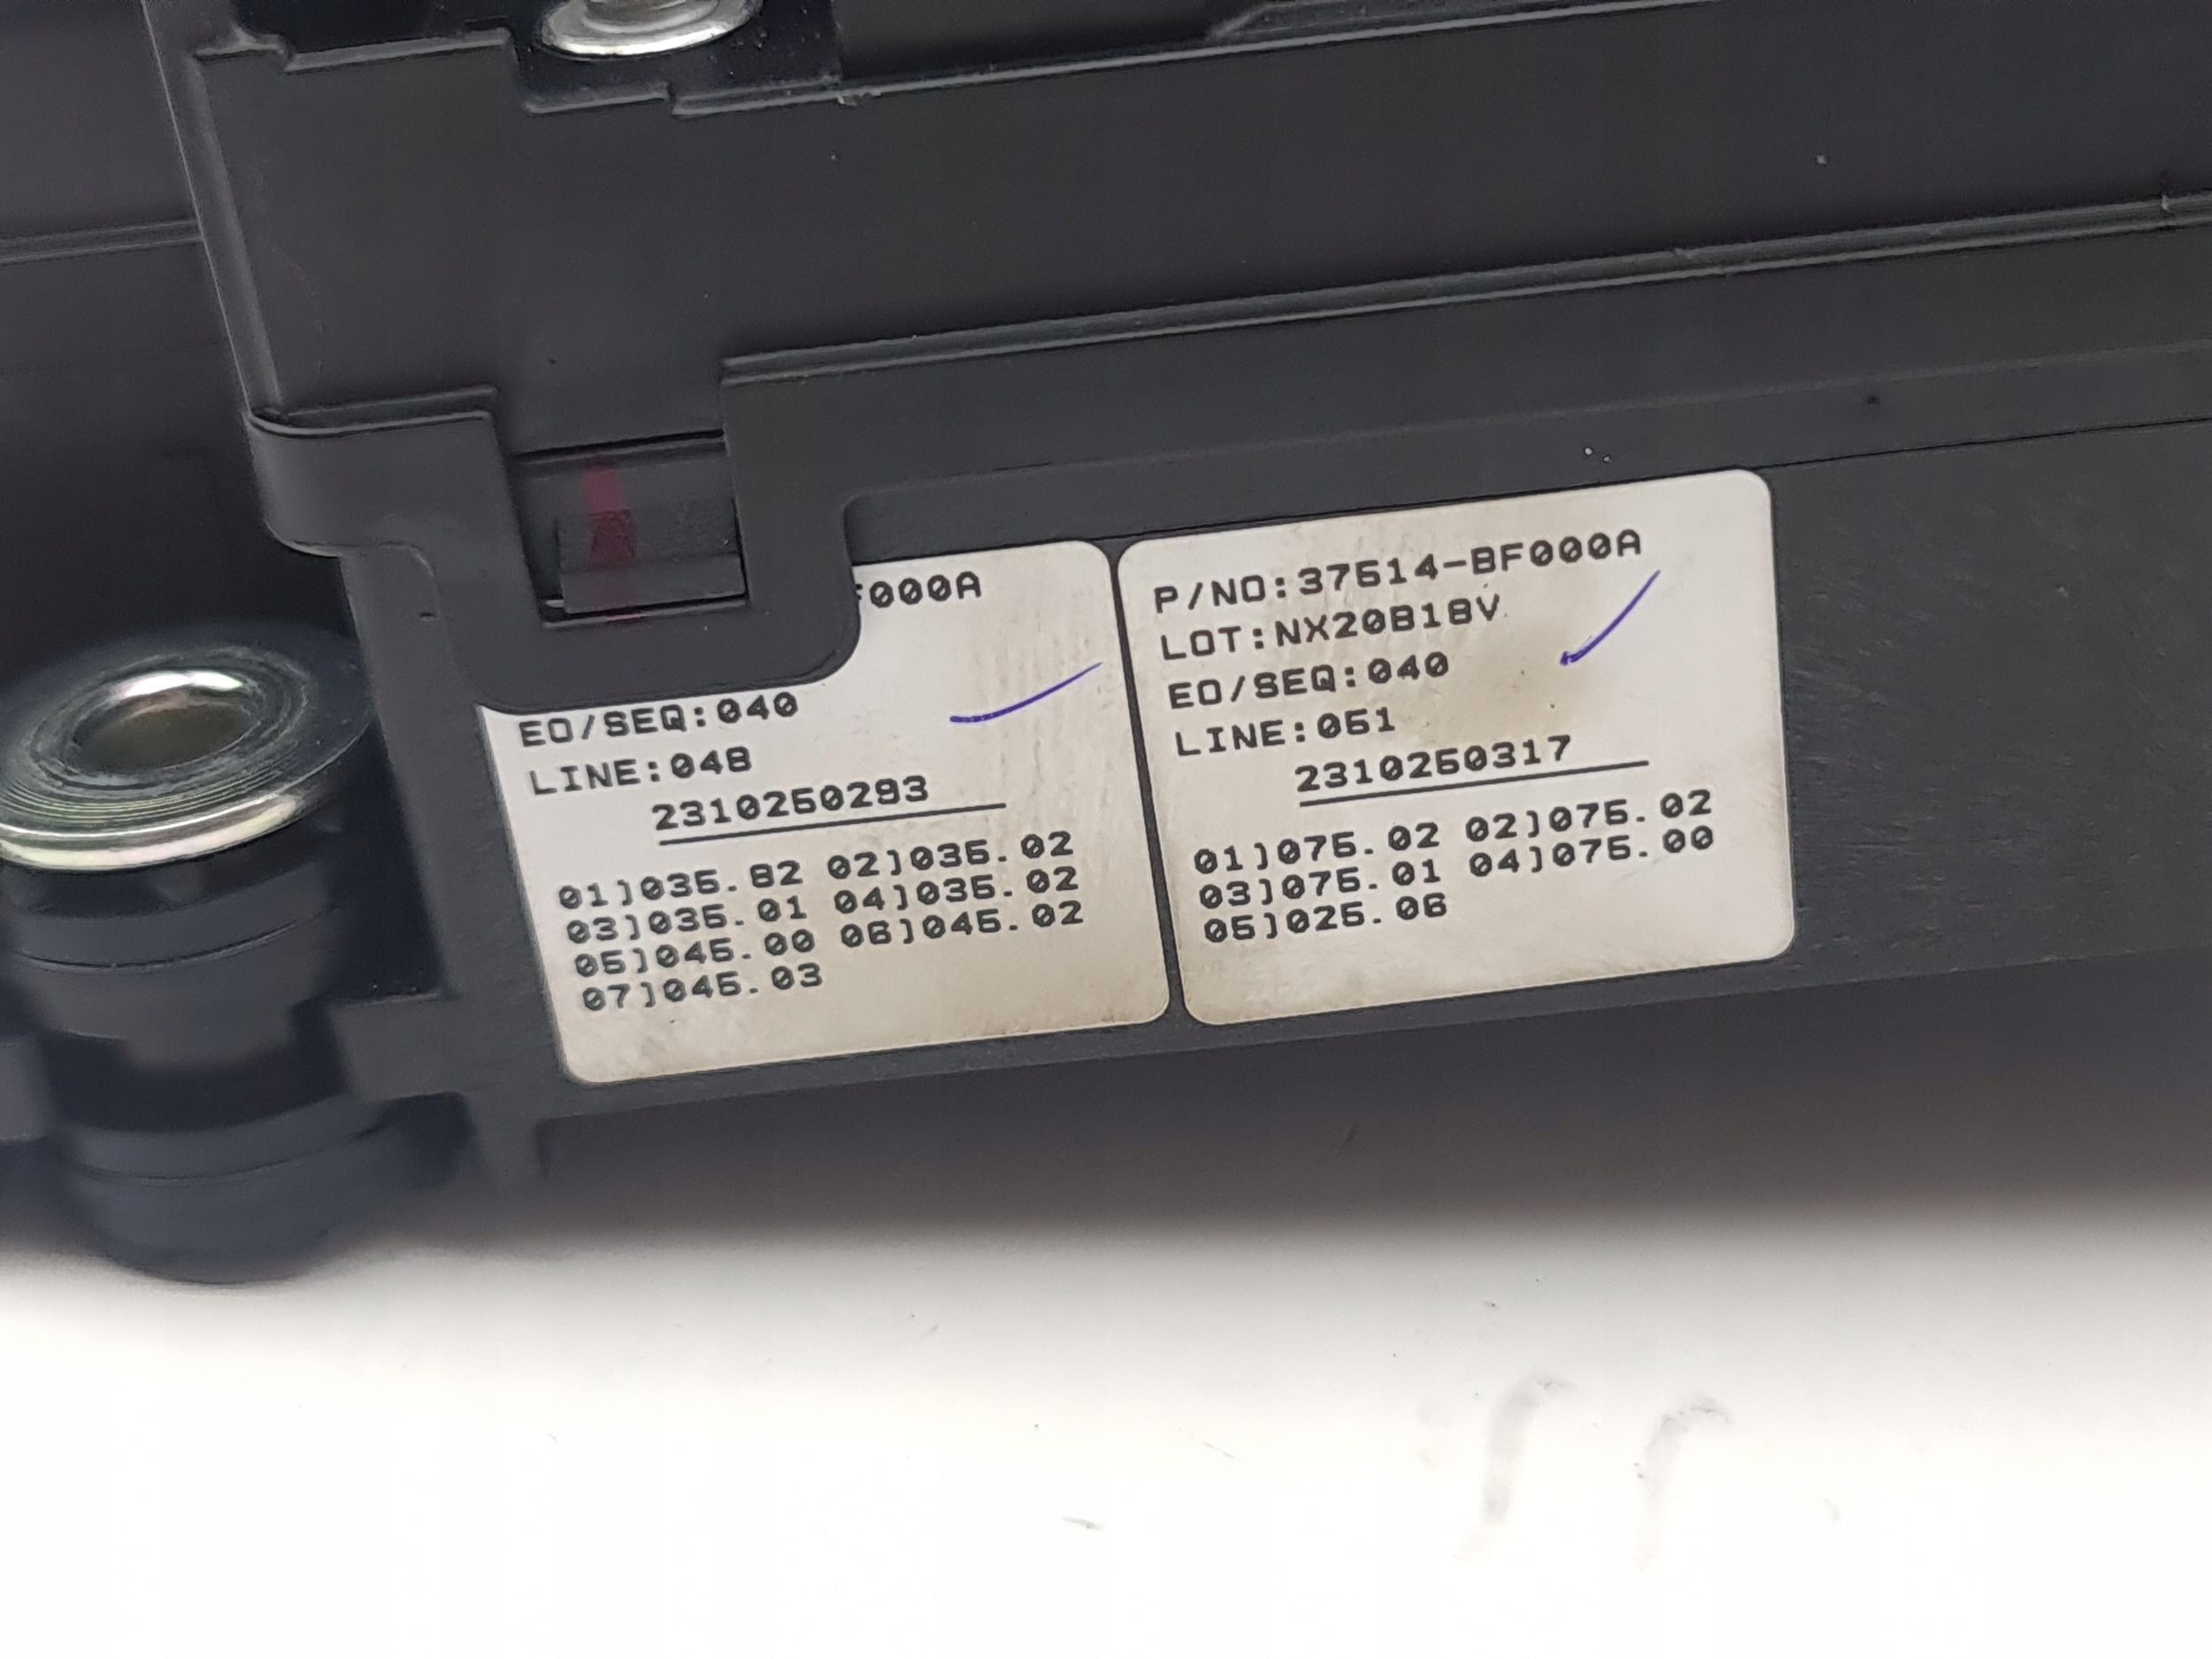 F000A
EO/SEQ:040
LINE:048
2310250293
01]035.82 02]035.02
03]035.01 04]035.02
05]045.00 06]045.02
07]045.03
P/NO:37514-BF000A
LOT:NX20B18V
EO/SEQ:040
LINE:051
2310250317
01]075.02 02]075.02
03]075.01 04]075.00
05]025.06